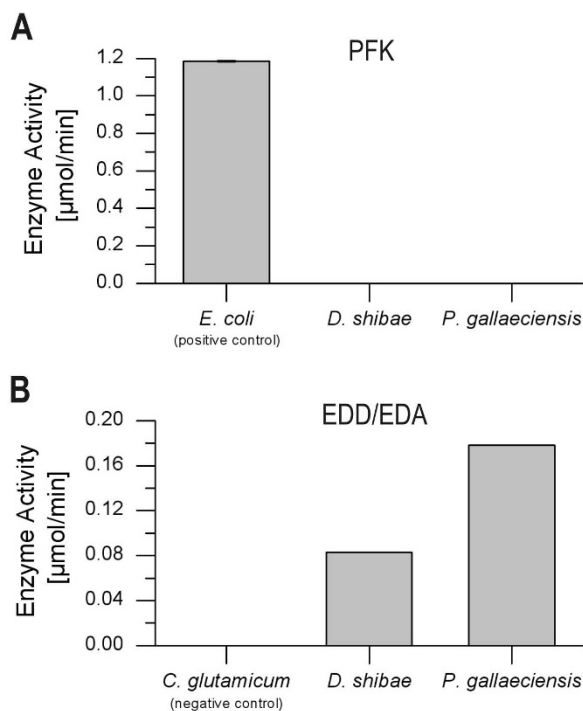 A
PFK
Enzyme Activity
[µmol/min]
1.2
1.0
0.8
0.6
0.4
0.2
0.0
E. coli
(positive control)
D. shibae
P. gallaeciensis
B
EDD/EDA
Enzyme Activity
[µmol/min]
0.20
0.16
0.12
0.08
0.04
0.00
C. glutamicum
(negative control)
D. shibae
P. gallaeciensis